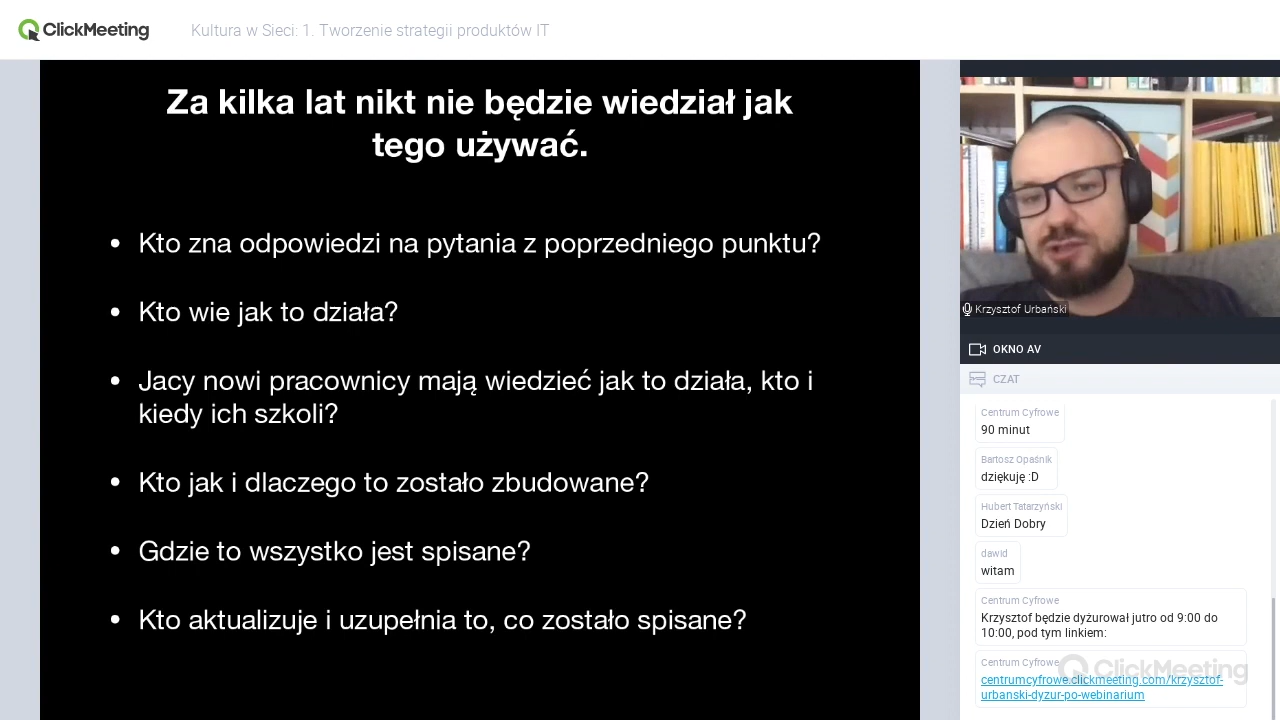 ClickMeeting
Kultura w Sieci: 1. Tworzenie strategii produktów IT
Za kilka lat nikt nie będzie wiedział jak
tego używać.
• Kto zna odpowiedzi na pytania z poprzedniego punktu?
• Kto wie jak to działa?
• Jacy nowi pracownicy mają wiedzieć jak to działa, kto i
kiedy ich szkoli?
• Kto jak i dlaczego to zostało zbudowane?
• Gdzie to wszystko jest spisane?
• Kto aktualizuje i uzupełnia to, co zostało spisane?
Krzysztof Urbański
OKNO AV
CZAT
Centrum Cyfrowe
90 minut
Bartosz Opaśnik
dziękuję :D
Hubert Tatarzyński
Dzień Dobry
dawid
witam
Centrum Cyfrowe
Krzysztof będzie dyżurował jutro od 9:00 do
10:00, pod tym linkiem:
Centrum Cyfrowe
centrumcyfrowe.clickmeeting.com/krzysztof-
urbanski-dyzur-po-webinarium
ClickMeeting